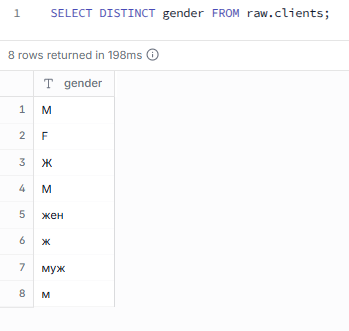 1 SELECT DISTINCT gender FROM raw.clients;
8 rows returned in 198ms
T gender
1 M
2 F
3 Ж
4 М
5 жен
6 ж
7 муж
8 м